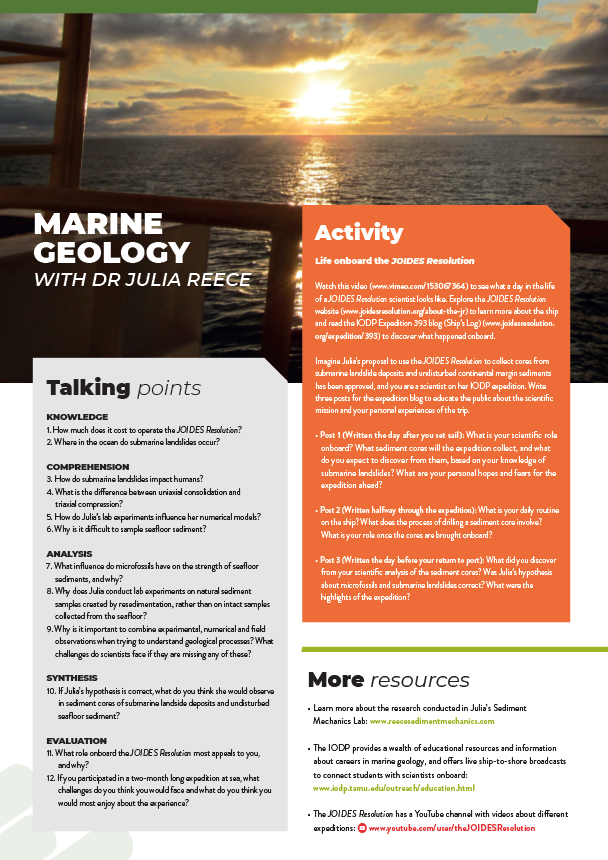 MARINE
GEOLOGY
WITH DR JULIA REECE
Talking points
KNOWLEDGE
1. How much does it cost to operate the JOIDES Resolution?
2. Where in the ocean do submarine landslides occur?
COMPREHENSION
3. How do submarine landslides impact humans?
4. What is the difference between uniaxial consolidation and
triaxial compression?
5. How do Julia's lab experiments influence her numerical models?
6. Why is it difficult to sample seafloor sediment?
ANALYSIS
7. What influence do microfossils have on the strength of seafloor
sediments, and why?
8. Why does Julia conduct lab experiments on natural sediment
samples created by resedimentation, rather than on intact samples
collected from the seafloor?
9. Why is it important to combine experimental, numerical and field
observations when trying to understand geological processes? What
challenges do scientists face if they are missing any of these?
SYNTHESIS
10. If Julia's hypothesis is correct, what do you think she would observe
in sediment cores of submarine landside deposits and undisturbed
seafloor sediment?
EVALUATION
11. What role onboard the JOIDES Resolution most appeals to you,
and why?
12. If you participated in a two-month long expedition at sea, what
challenges do you think you would face and what do you think you
would most enjoy about the experience?
Activity
Life onboard the JOIDES Resolution
Watch this video (www.vimeo.com/153067364) to see what a day in the life
of a JOIDES Resolution scientist looks like. Explore the JOIDES Resolution
website (www.joidesresolution.org/about-the-jr) to learn more about the ship
and read the IODP Expedition 393 blog (Ship's Log) (www.joidesresolution.
org/expedition/393) to discover what happened onboard.
Imagine Julia's proposal to use the JOIDES Resolution to collect cores from
submarine landslide deposits and undisturbed continental margin sediments
has been approved, and you are a scientist on her IODP expedition. Write
three posts for the expedition blog to educate the public about the scientific
mission and your personal experiences of the trip.
• Post 1 (Written the day after you set sail): What is your scientific role
onboard? What sediment cores will the expedition collect, and what
do you expect to discover from them, based on your knowledge of
submarine landslides? What are your personal hopes and fears for the
expedition ahead?
• Post 2 (Written halfway through the expedition): What is your daily routine
on the ship? What does the process of drilling a sediment core involve?
What is your role once the cores are brought onboard?
• Post 3 (Written the day before your return to port): What did you discover
from your scientific analysis of the sediment cores? Was Julia's hypothesis
about microfossils and submarine landslides correct? What were the
highlights of the expedition?
More resources
• Learn more about the research conducted in Julia's Sediment
Mechanics Lab: www.reecesedimentmechanics.com
• The IODP provides a wealth of educational resources and information
about careers in marine geology, and offers live ship-to-shore broadcasts
to connect students with scientists onboard:
www.iodp.tamu.edu/outreach/education.html
• The JOIDES Resolution has a YouTube channel with videos about different
expeditions: www.youtube.com/user/theJOIDESResolution